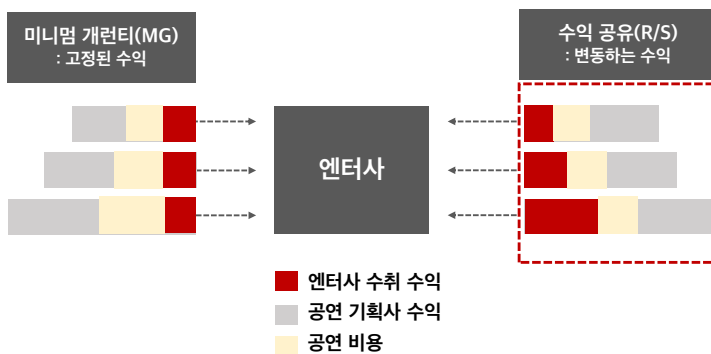 미니멈 개런티(MG)
: 고정된 수익
수익 공유(R/S)
: 변동하는 수익
엔터사
엔터사 수취 수익
공연 기획사 수익
공연 비용